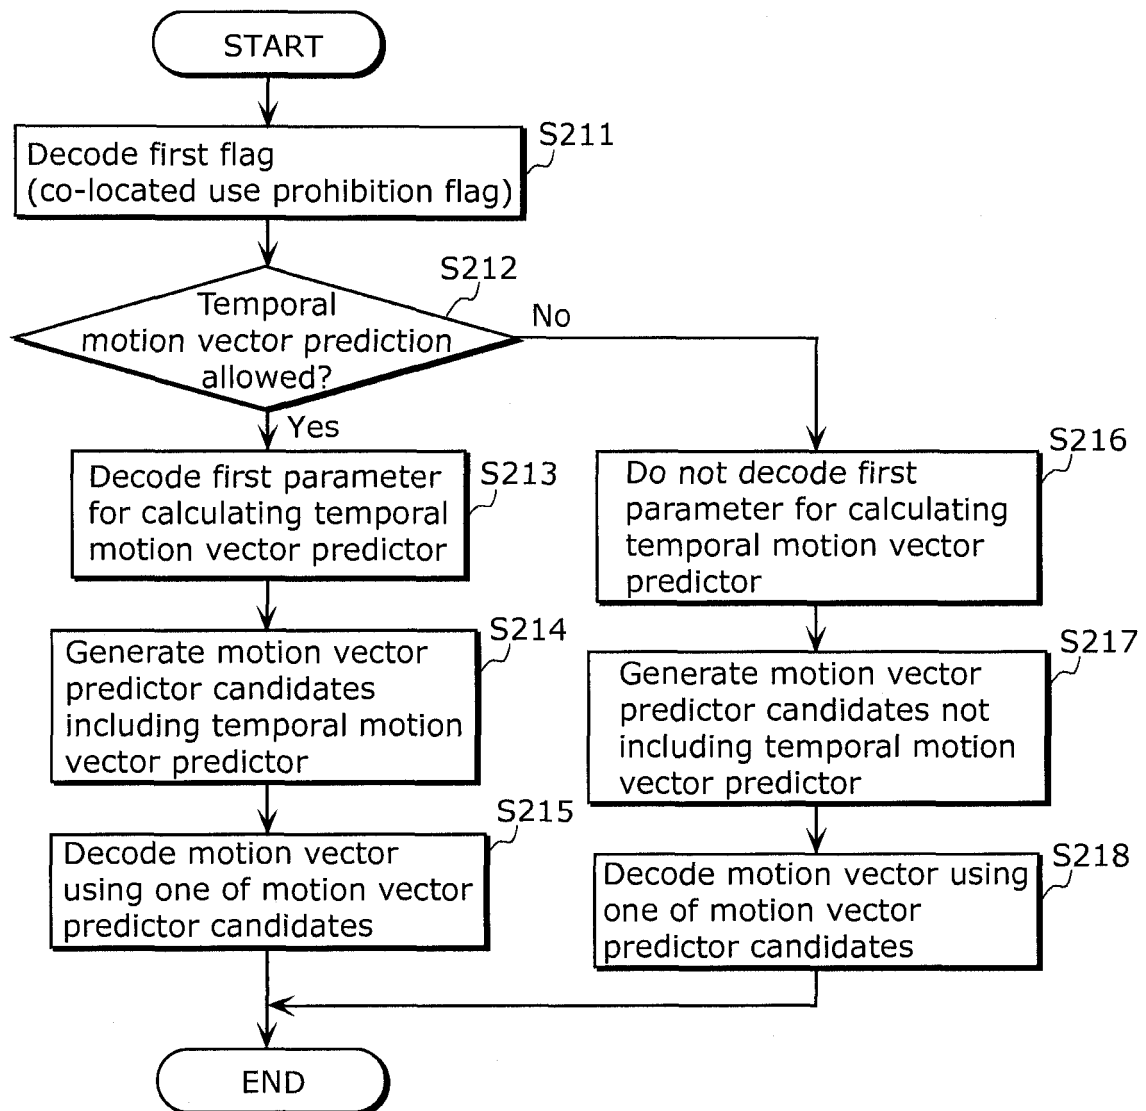 START
S211
Decode first flag
(co-located use prohibition flag)
S212
Temporal
motion vector prediction
allowed?
No
Yes
S213
Decode first parameter
for calculating temporal
motion vector predictor
S214
Generate motion vector
predictor candidates
including temporal motion
vector predictor
S215
Decode motion vector
using one of motion vector
predictor candidates
S216
Do not decode first
parameter for calculating
temporal motion vector
predictor
S217
Generate motion vector
predictor candidates not
including temporal motion
vector predictor
S218
Decode motion vector using
one of motion vector
predictor candidates
END